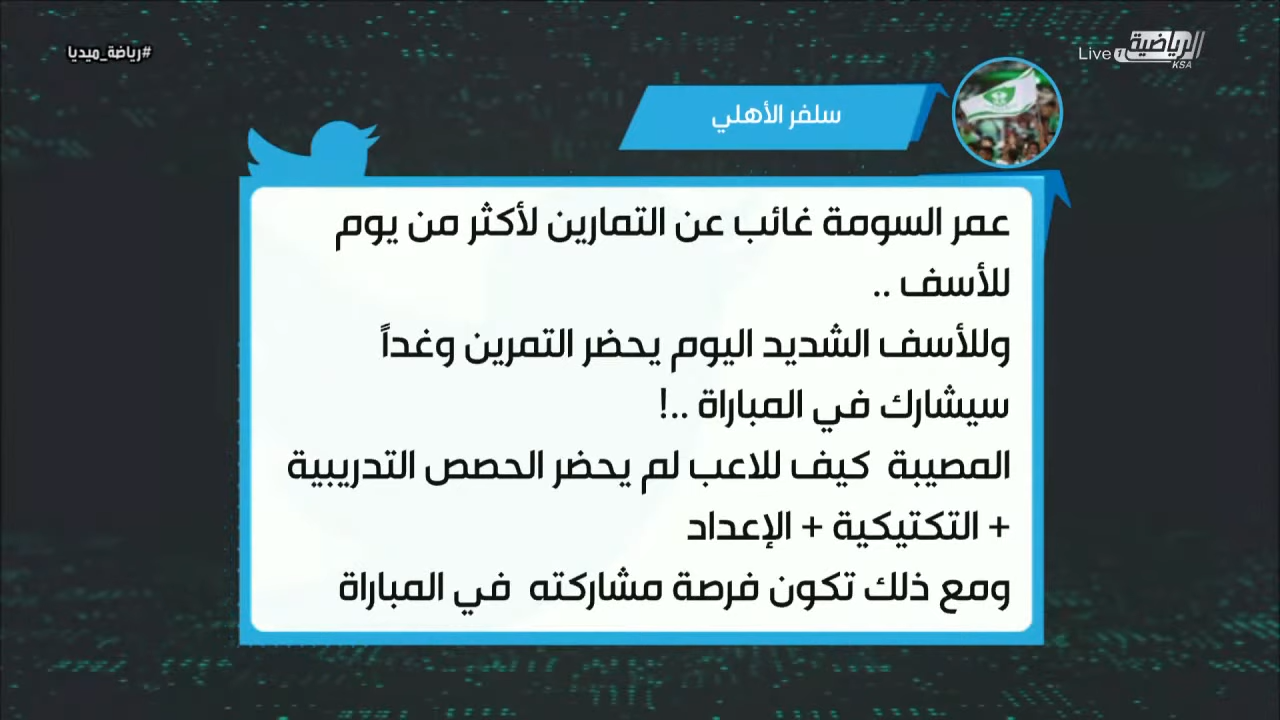 #رياضة_ميديا
الرياضية
Live 1
KSA
سلفر الأهلي
عمر السومة غائب عن التمارين لأكثر من يوم
للأسف ..
وللأسف الشديد اليوم يحضر التمرين وغداً
سيشارك في المباراة ..!
المصيبة كيف للاعب لم يحضر الحصص التدريبية
+ التكتيكية + الإعداد
ومع ذلك تكون فرصة مشاركته في المباراة